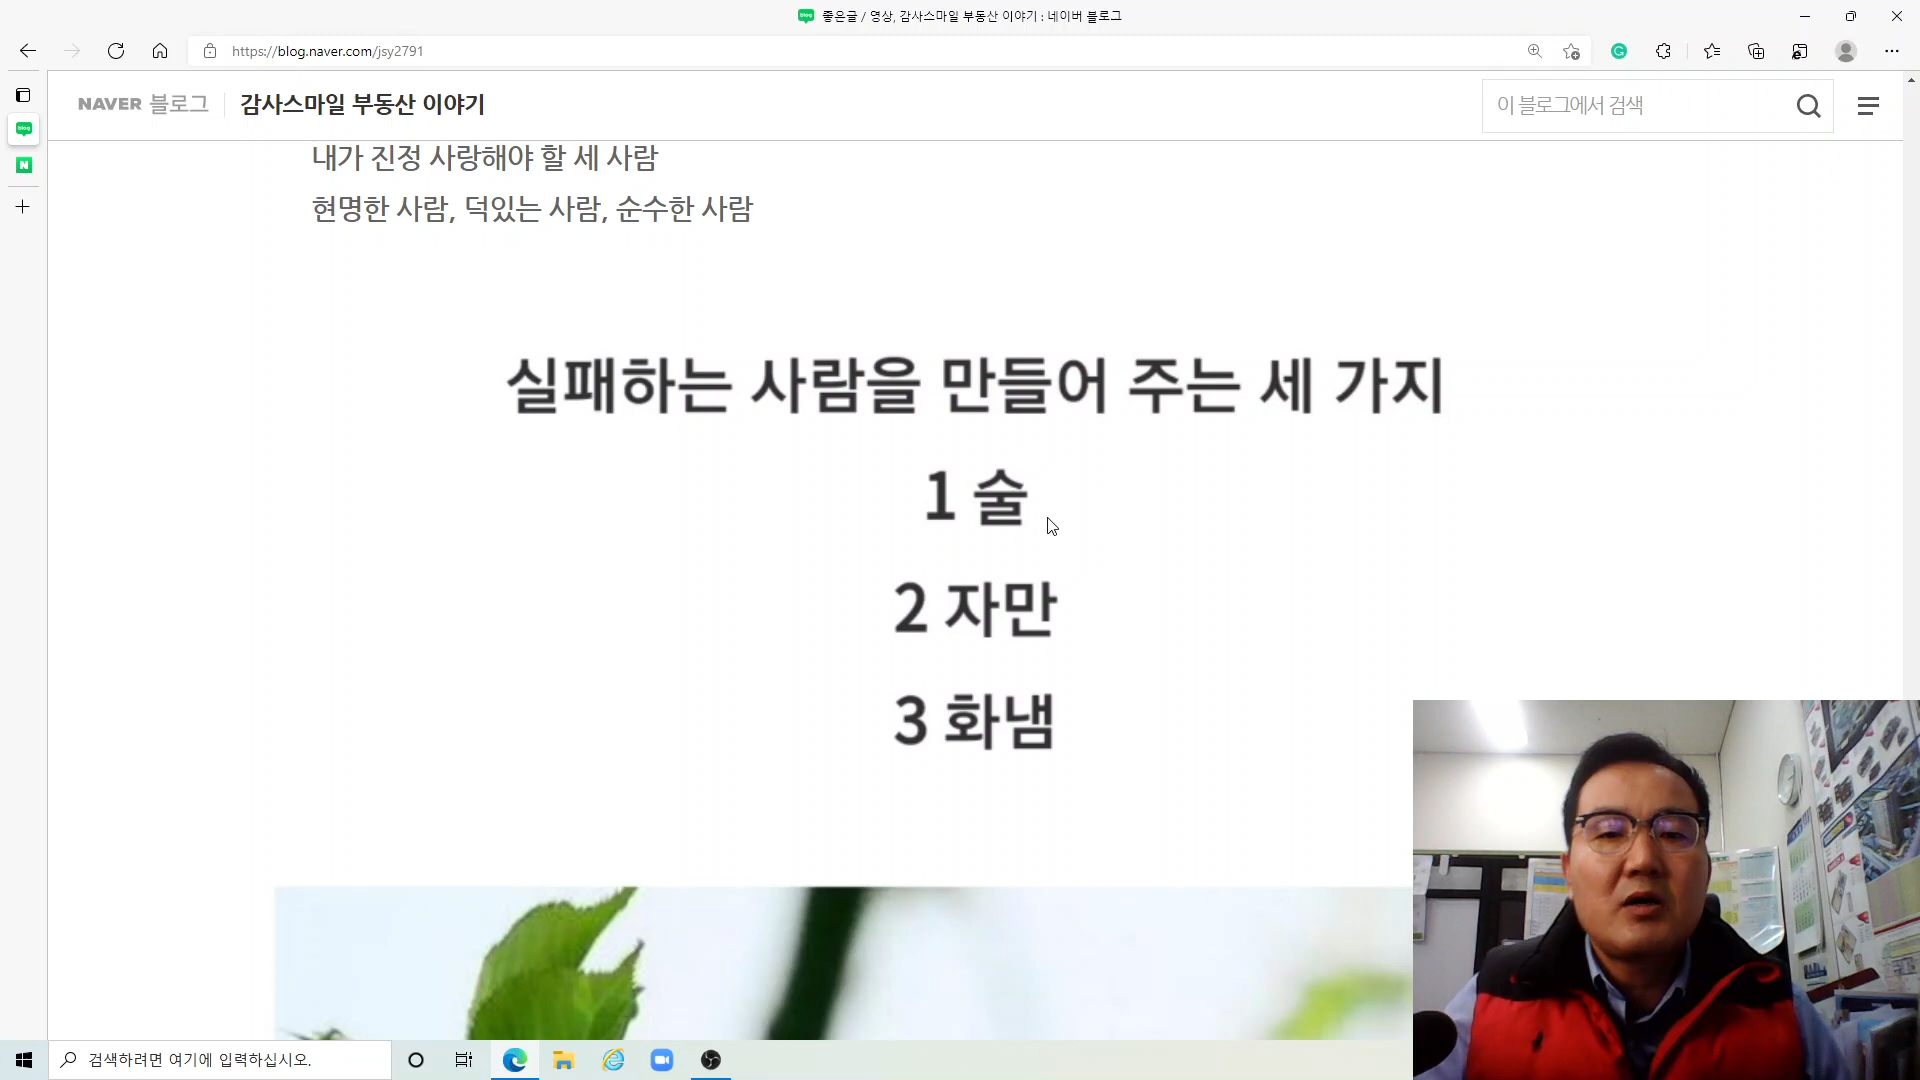 좋은글 / 영상, 감사스마일 부동산 이야기 : 네이버 블로그
https://blog.naver.com/jsy2791
NAVER 블로그
감사스마일 부동산 이야기
이 블로그에서 검색
내가 진정 사랑해야 할 세 사람
현명한 사람, 덕있는 사람, 순수한 사람
실패하는 사람을 만들어 주는 세 가지
1 술
2 자만
3 화냄
검색하려면 여기에 입력하십시오.